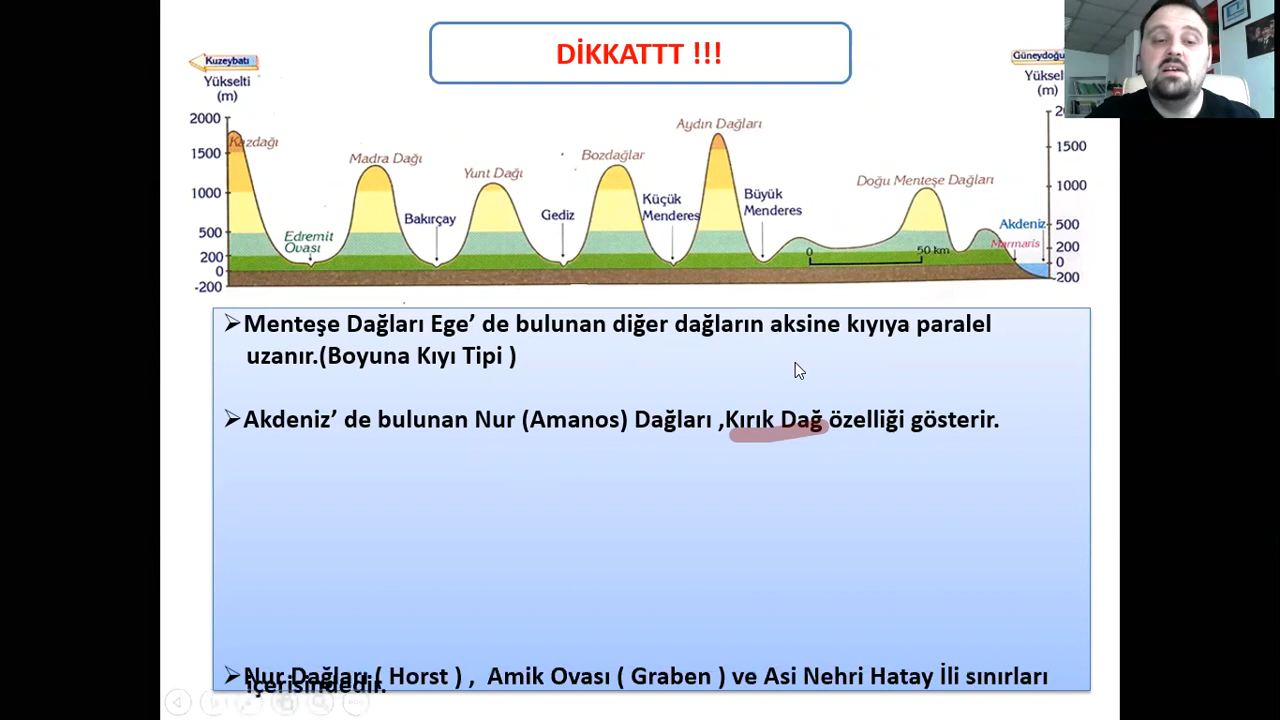 DİKKATTT !!!
Kuzeybatı
Güneydoğu
Yükselti
(m)
Yükselt
(m)
2000
1500
1000
500
200
0
-200
Kazdağı
Edremit
Ovası
Madra Dağı
Bakırçay
Yunt Dağı
Gediz
Bozdağlar
Küçük
Menderes
Aydın Dağları
Büyük
Menderes
Doğu Menteşe Dağları
0
50 km
Akdeniz
Marmaris
1500
1000
500
200
0
-200
➢Menteşe Dağları Ege’ de bulunan diğer dağların aksine kıyıya paralel
uzanır.(Boyuna Kıyı Tipi )
➢Akdeniz’ de bulunan Nur (Amanos) Dağları ,Kırık Dağ özelliği gösterir.
➢Nur Dağları ( Horst ) , Amik Ovası ( Graben ) ve Asi Nehri Hatay İli sınırları
içerisindedir.